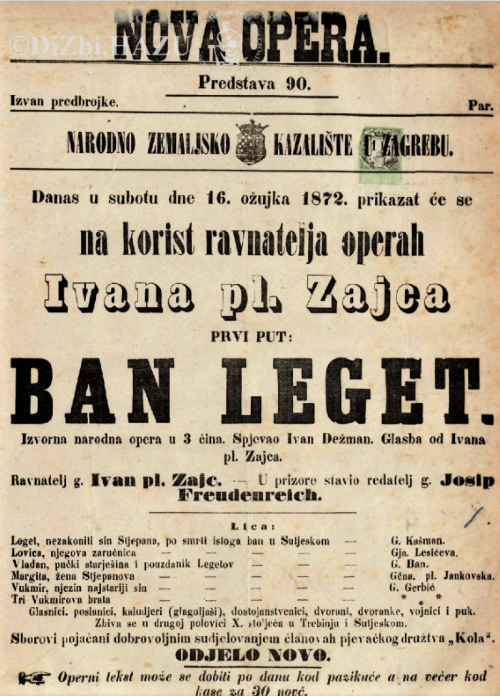 ©DiZbi.HAZU
NOVA OPERA.
Predstava 90.
Izvan predbrojke. Par.
NARODNO ZEMALJSKO KAZALIŠTE U ZAGREBU.
Danas u subotu dne 16. ožujka 1872. prikazat će se
na korist ravnatelja operah
Ivana pl. Zajca
PRVI PUT:
BAN LEGET.
Izvorna narodna opera u 3 čina. Spjevao Ivan Dežman. Glasba od Ivana
pl. Zajca.
Ravnatelj g. Ivan pl. Zajc. — U prizore stavio redatelj g. Josip
Freudenreich.
Lica:
Leget, nezakoniti sin Stjepana, po smrti istoga ban u Sutjeskom — G. Kašman.
Lovica, njegova zaručnica — — — — — Gja. Lesićeva.
Vladan, pučki starješina i pouzdanik Legetov — — — G. Ban.
Margita, žena Stjepanova — — — — — Gčna. pl. Jankovska.
Vukmir, njezin najstariji sin — — — — — G. Gerbić
Tri Vukmirova brata — — — — — * * *
Glasnici, poslanici, kaludjeri (glagoljaši), dostojanstvenici, dvorani, dvoranke, vojnici i puk.
Zbiva se u drugoj polovici X. stoljeća u Trebinju i Sutjeskom.
Sborovi pojačani dobrovoljnim sudjelovanjem članovah pjevačkog družtva „Kola".
ODJELO NOVO.
Operni tekst može se dobiti po danu kod pazikuće a na večer kod
kase za 30 novč.